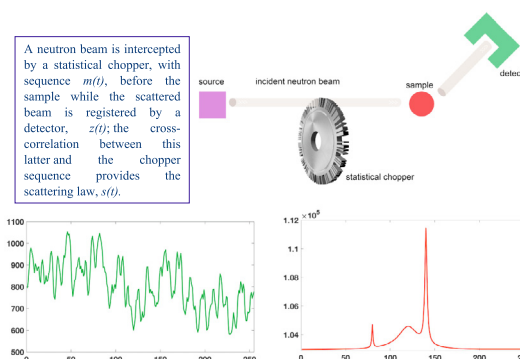 A neutron beam is intercepted
by a statistical chopper, with
sequence m(t), before the
sample while the scattered
beam is registered by a
detector, z(t); the cross-
correlation between this
latter and the chopper
sequence provides the
scattering law, s(t).
source
incident neutron beam
sample
statistical chopper
1100
1000
900
800
700
600
500
0
50
100
150
200
250
×10⁵
1.12
1.1
1.08
1.06
1.04
0
50
100
150
200